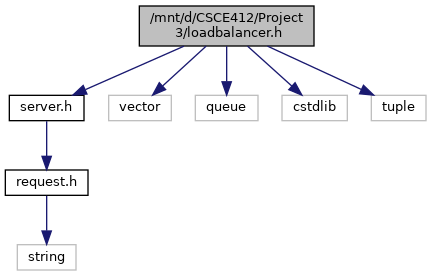 /mnt/d/CSCE412/Project
3/loadbalancer.h
server.h
vector
queue
cstdlib
tuple
request.h
string